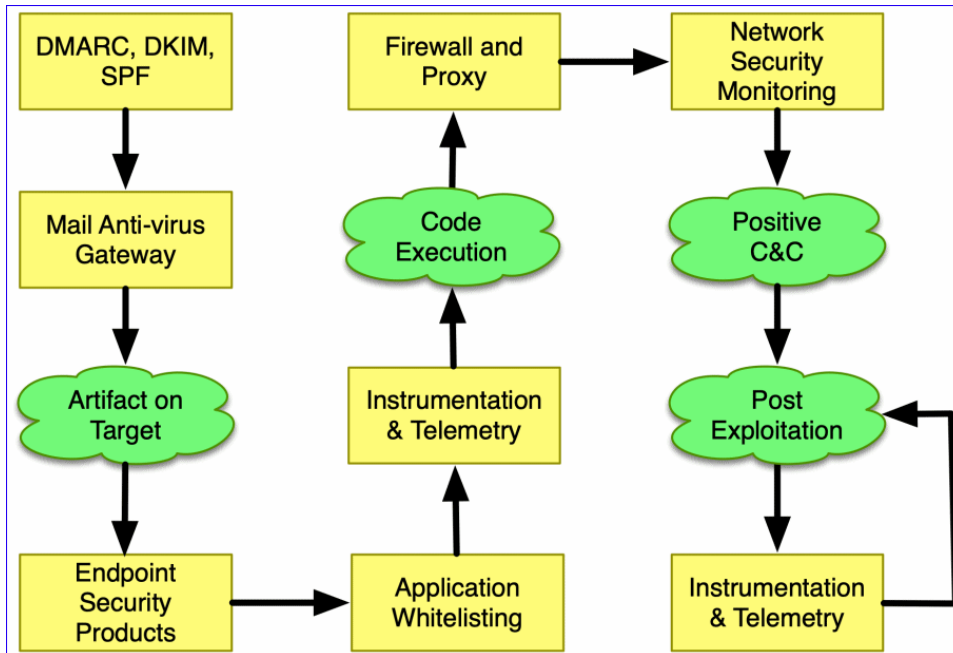 DMARC, DKIM,
SPF
Mail Anti-virus
Gateway
Artifact on
Target
Endpoint
Security
Products
Application
Whitelisting
Instrumentation
& Telemetry
Code
Execution
Firewall and
Proxy
Network
Security
Monitoring
Positive
C&C
Post
Exploitation
Instrumentation
& Telemetry